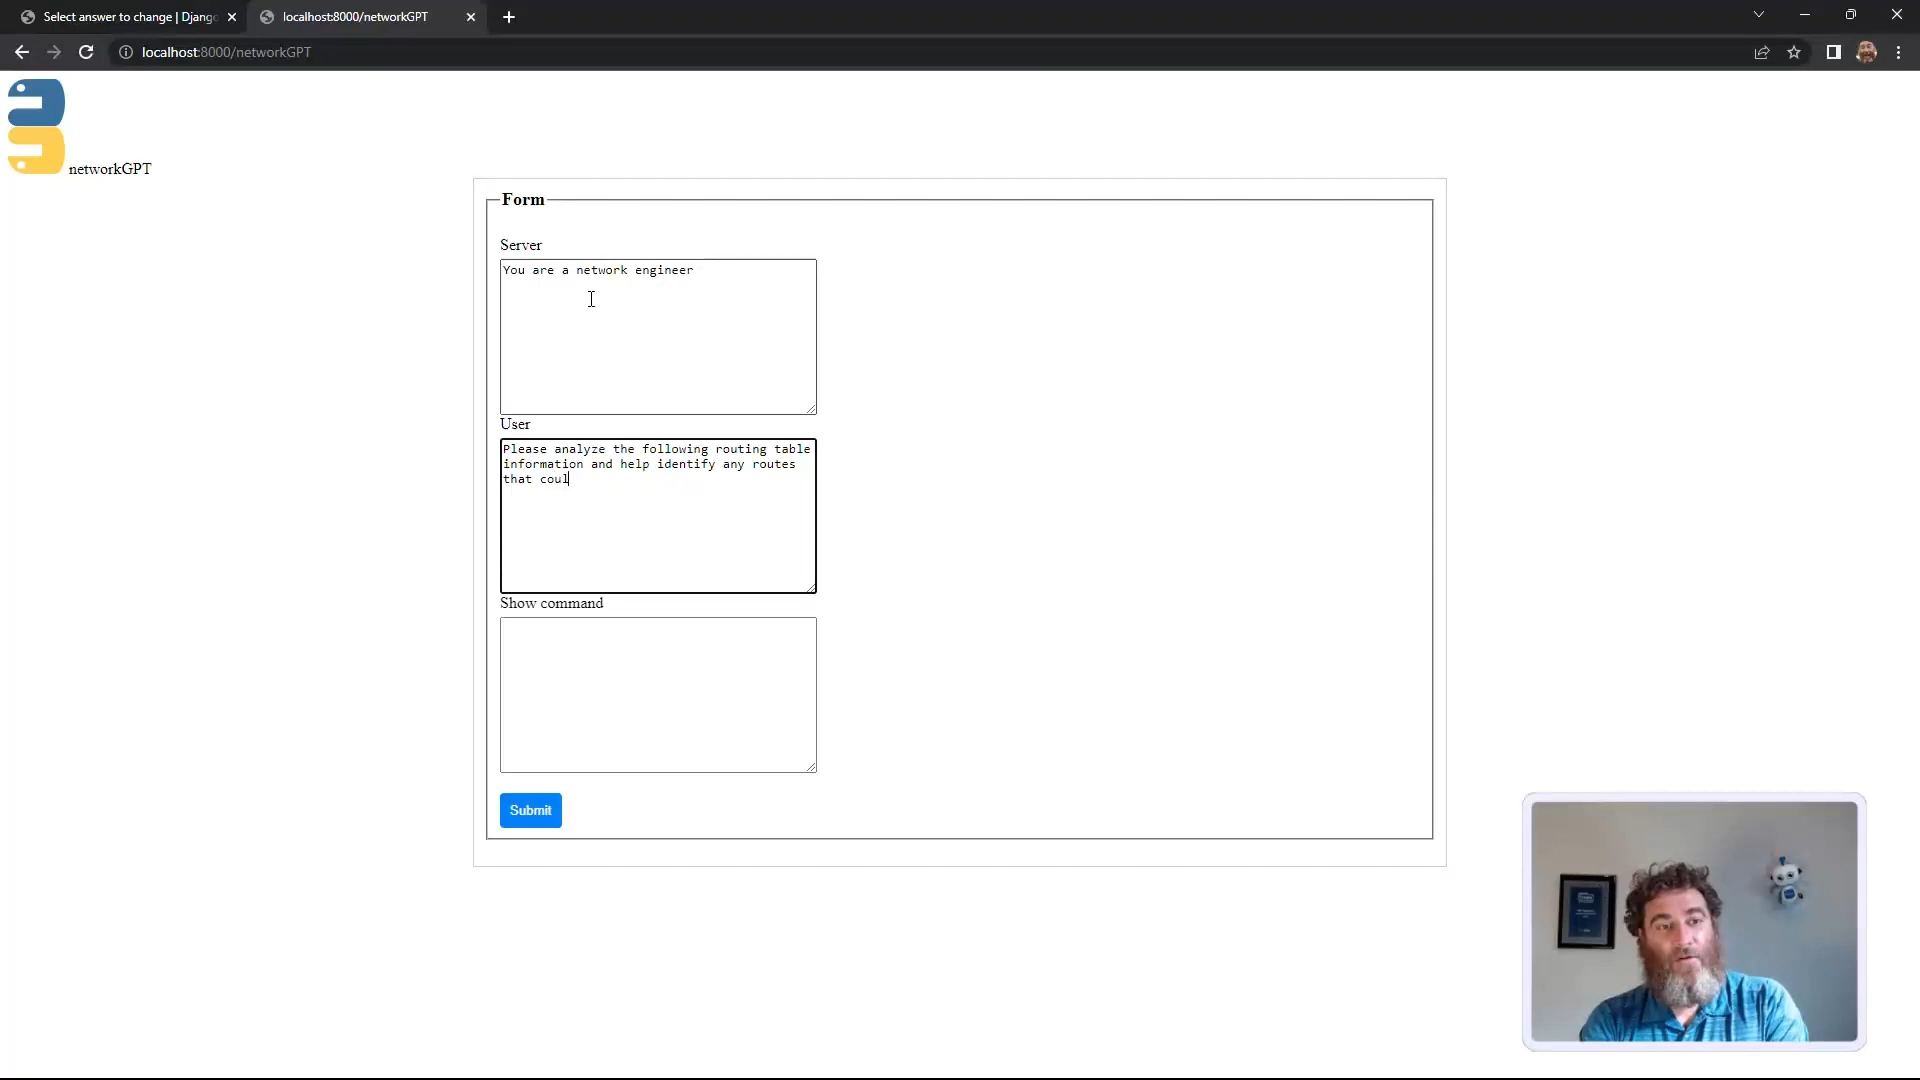 Select answer to change | Djang
localhost:8000/networkGPT
localhost:8000/networkGPT
networkGPT
Form
Server
You are a network engineer
User
Please analyze the following routing table
information and help identify any routes
that coul
Show command
Submit